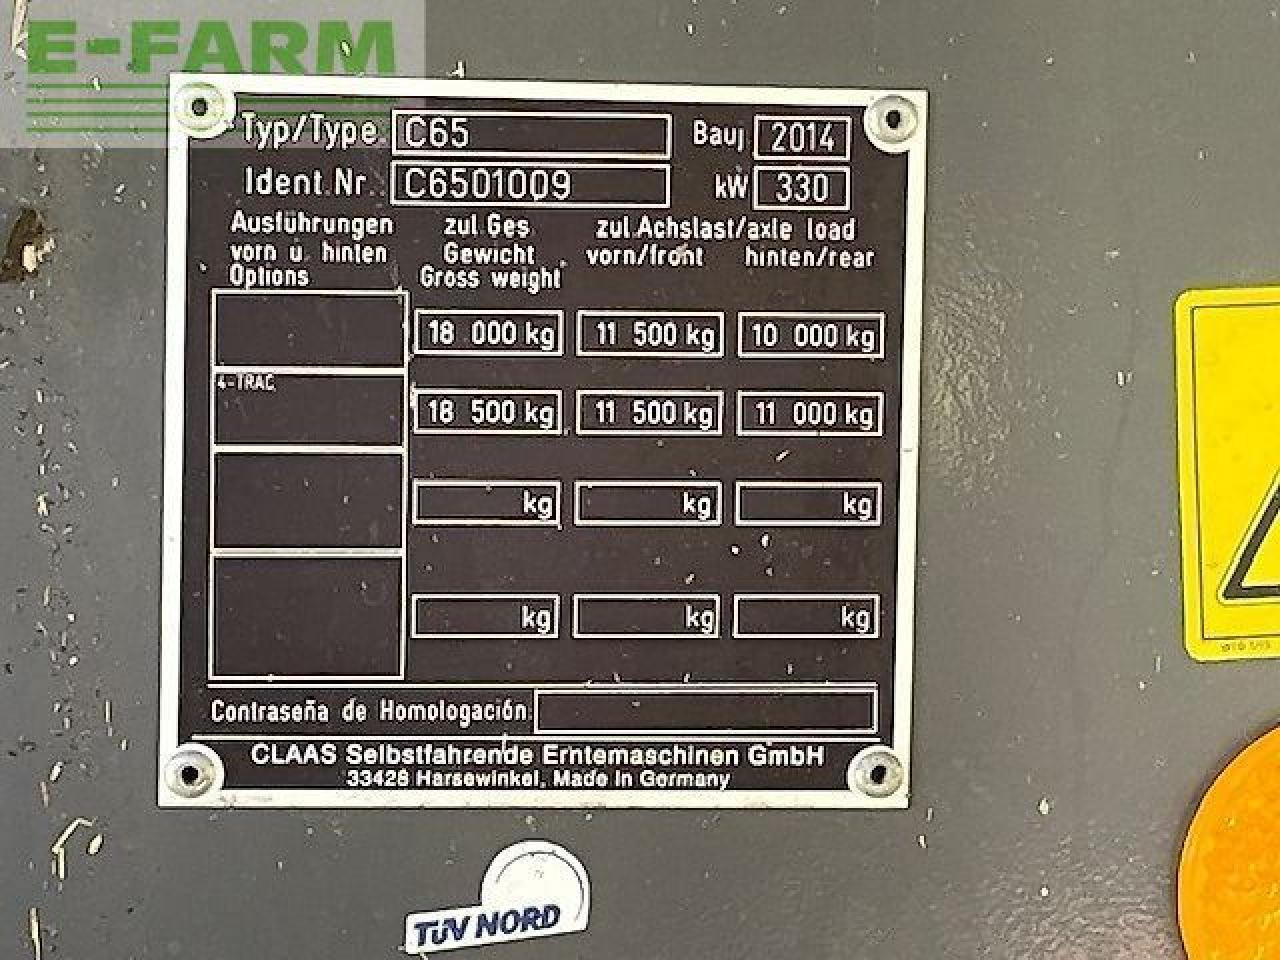 E-FARM
Typ/Type C65 Bauj 2014
Ident.Nr. C6501009 kW 330
Ausführungen vorn u. hinten Options
zul Ges Gewicht Gross weight
zul.Achslast/axle load
vorn/front hinten/rear
18 000 kg 11 500 kg 10 000 kg
4-TRAC
18 500 kg 11 500 kg 11 000 kg
kg kg kg
kg kg kg
Contraseña de Homologación
CLAAS Selbstfahrende Erntemaschinen GmbH
33428 Harsewinkel, Made in Germany
TÜV NORD